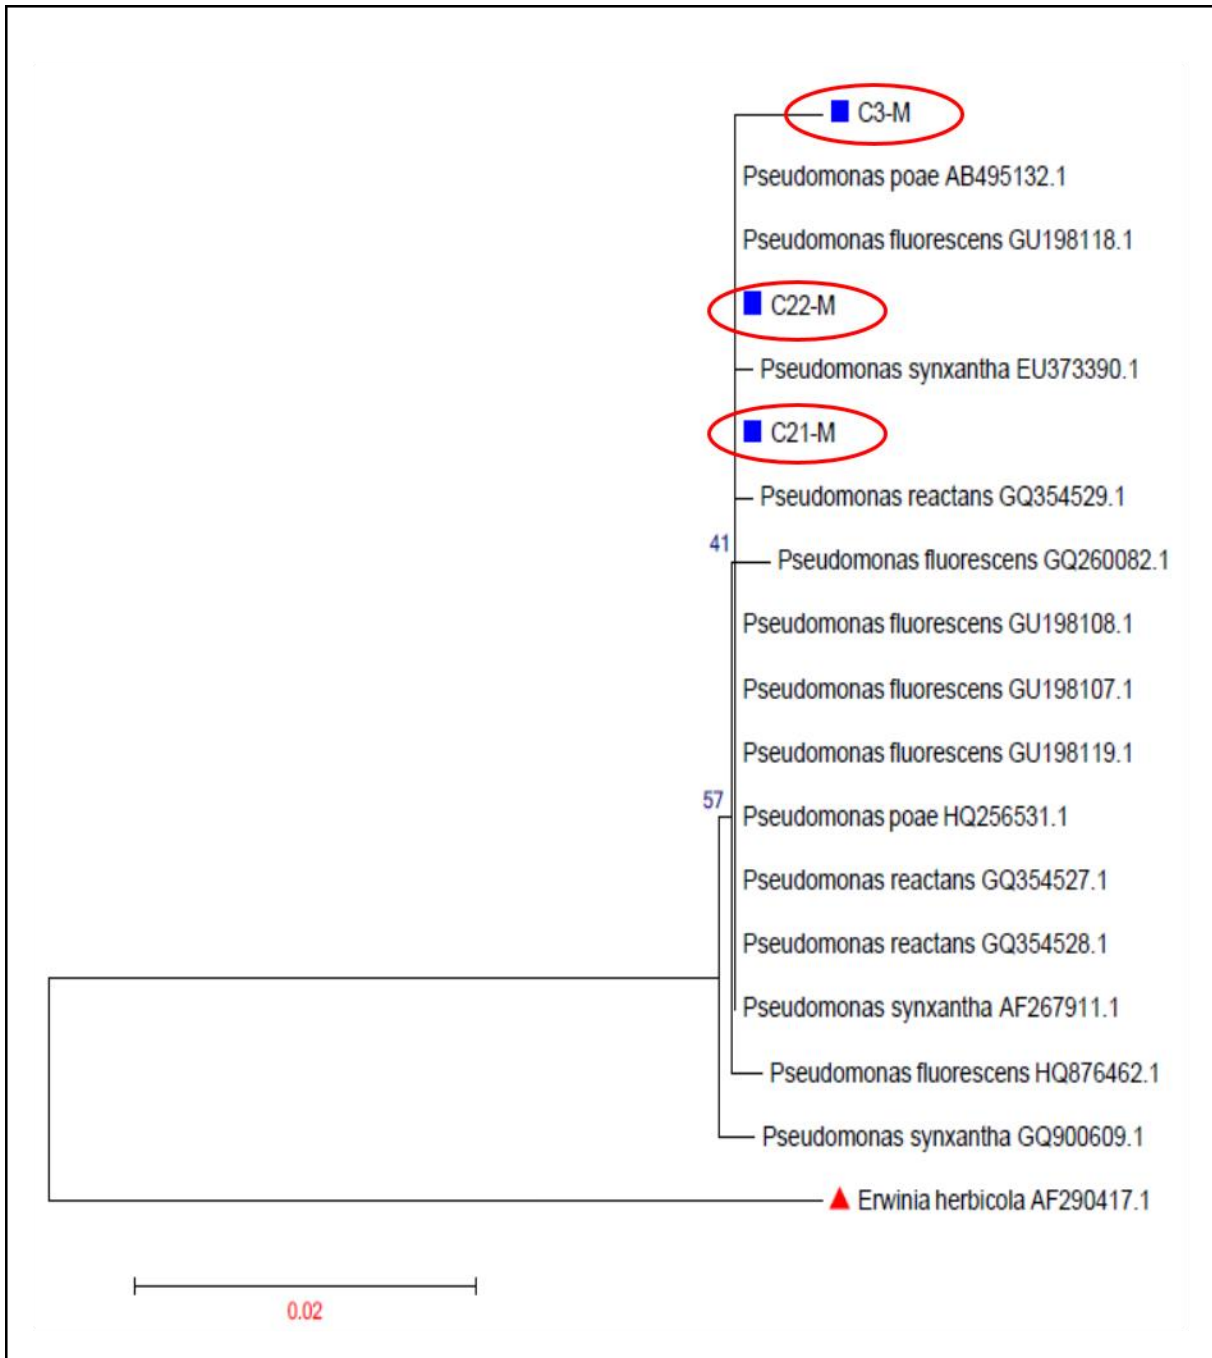 C3-M
Pseudomonas poae AB495132.1
Pseudomonas fluorescens GU198118.1
C22-M
Pseudomonas synxantha EU373390.1
C21-M
Pseudomonas reactans GQ354529.1
41
Pseudomonas fluorescens GQ260082.1
Pseudomonas fluorescens GU198108.1
Pseudomonas fluorescens GU198107.1
Pseudomonas fluorescens GU198119.1
57
Pseudomonas poae HQ256531.1
Pseudomonas reactans GQ354527.1
Pseudomonas reactans GQ354528.1
Pseudomonas synxantha AF267911.1
Pseudomonas fluorescens HQ876462.1
Pseudomonas synxantha GQ900609.1
Erwinia herbicola AF290417.1
0.02